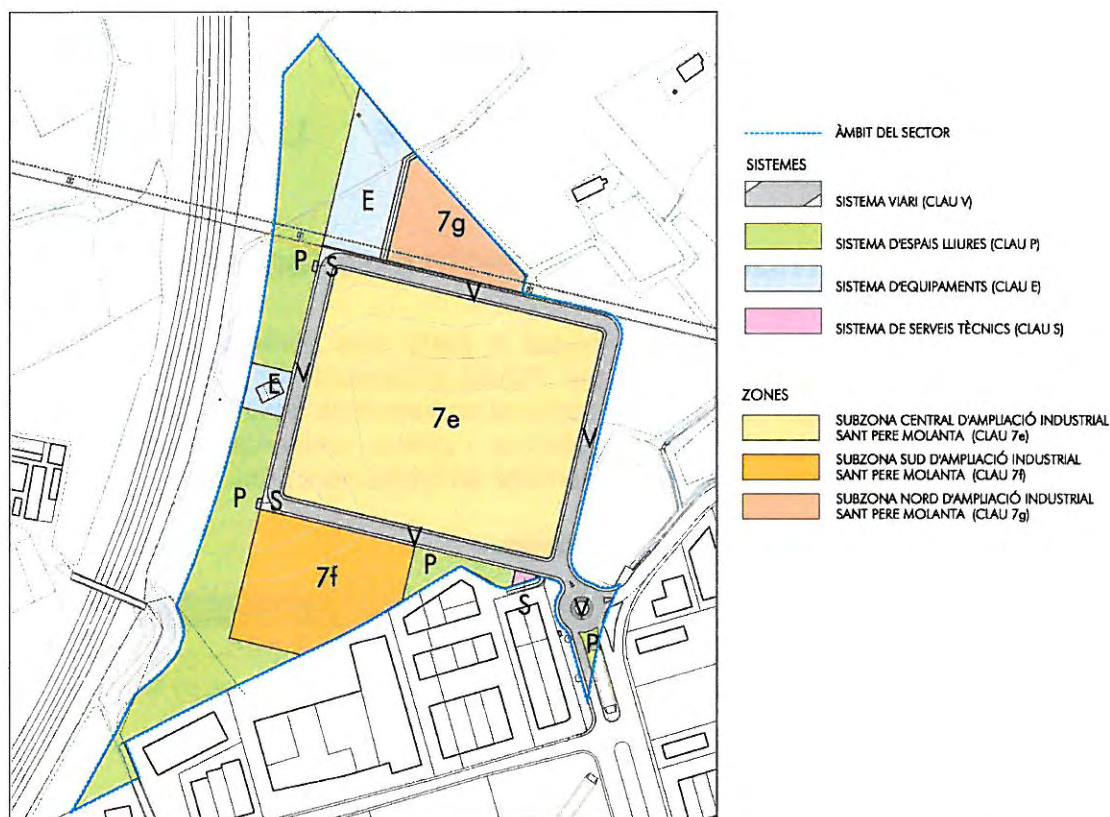 E
7g
P
S
V
E
V
7e
V
P
S
V
7f
P
S
V
P
ÀMBIT DEL SECTOR
SISTEMES
SISTEMA VIARI (CLAU V)
SISTEMA D'ESPAIS LLIURES (CLAU P)
SISTEMA D'EQUIPAMENTS (CLAU E)
SISTEMA DE SERVEIS TÈCNICS (CLAU S)
ZONES
SUBZONA CENTRAL D'AMPLIACIÓ INDUSTRIAL
SANT PERE MOLANTA (CLAU 7e)
SUBZONA SUD D'AMPLIACIÓ INDUSTRIAL
SANT PERE MOLANTA (CLAU 7f)
SUBZONA NORD D'AMPLIACIÓ INDUSTRIAL
SANT PERE MOLANTA (CLAU 7g)